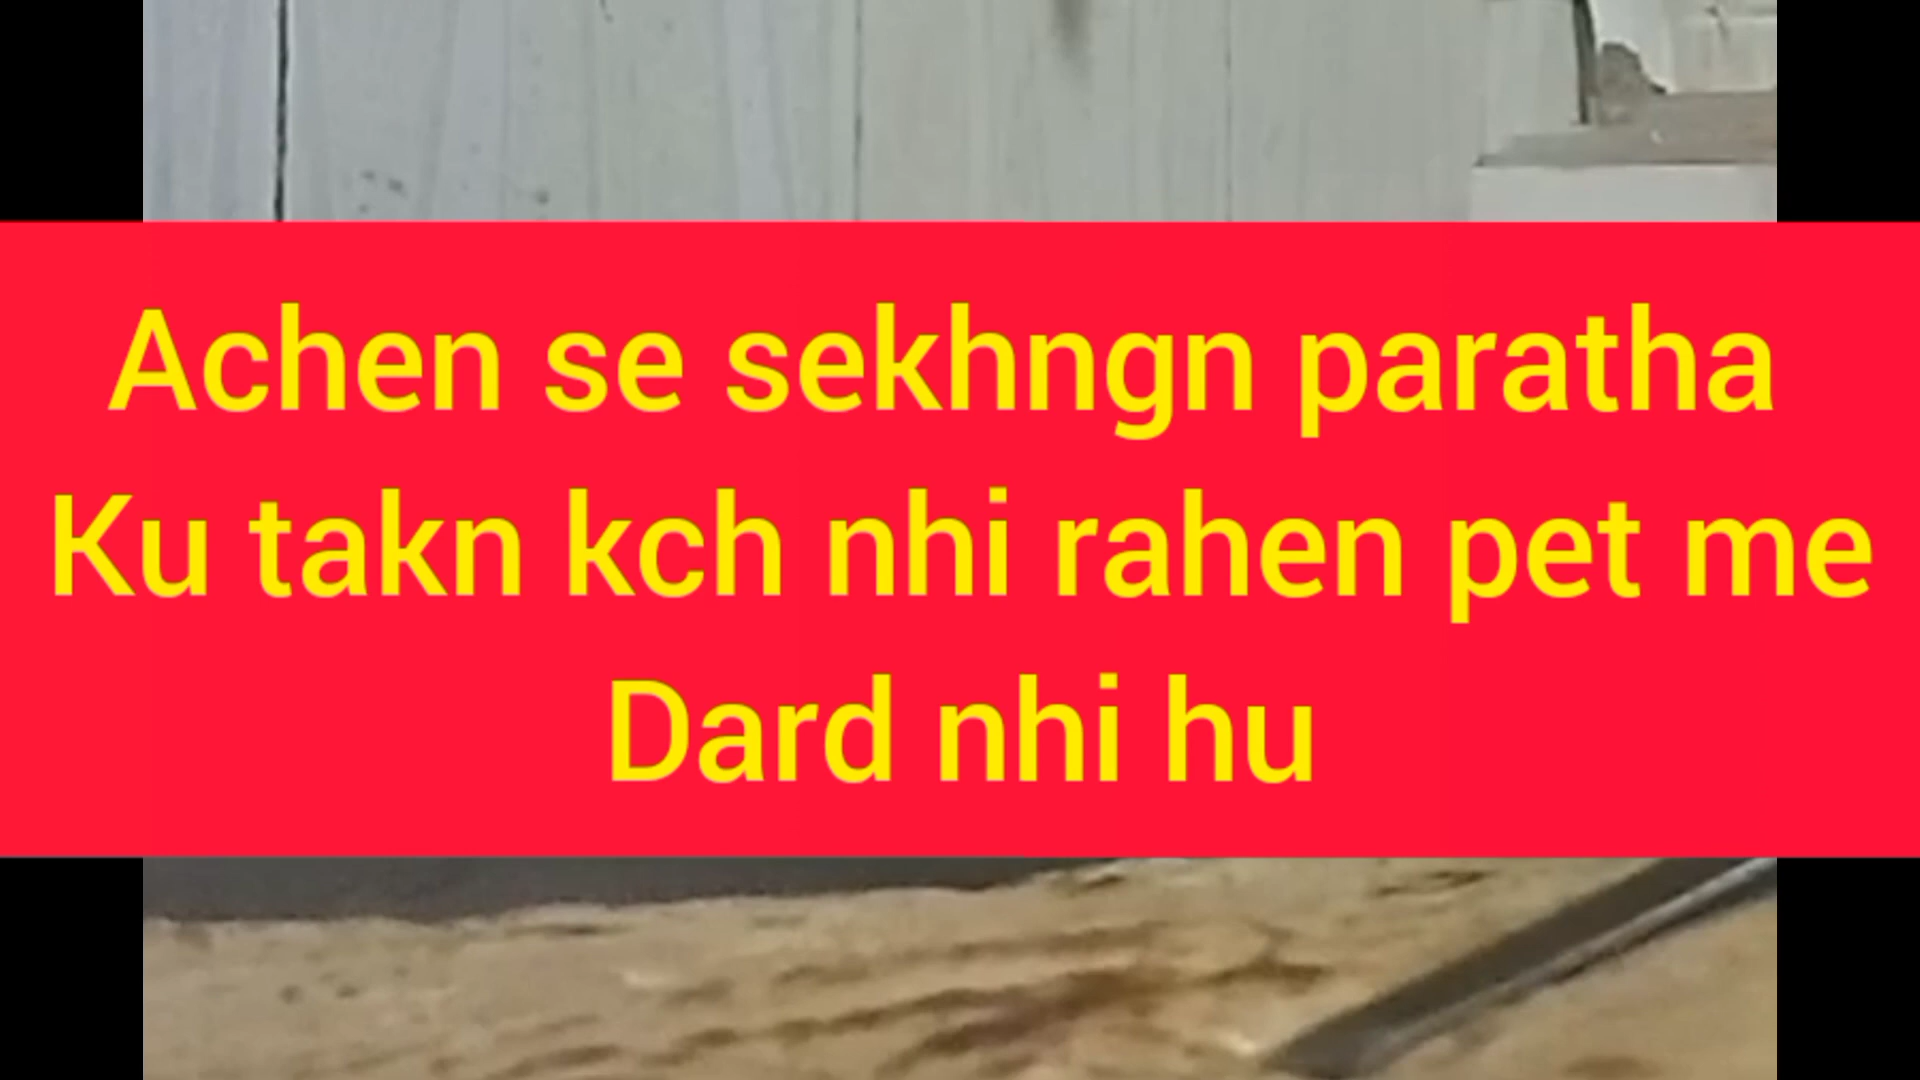 Achen se sekhngn paratha
Ku takn kch nhi rahen pet me
Dard nhi hu